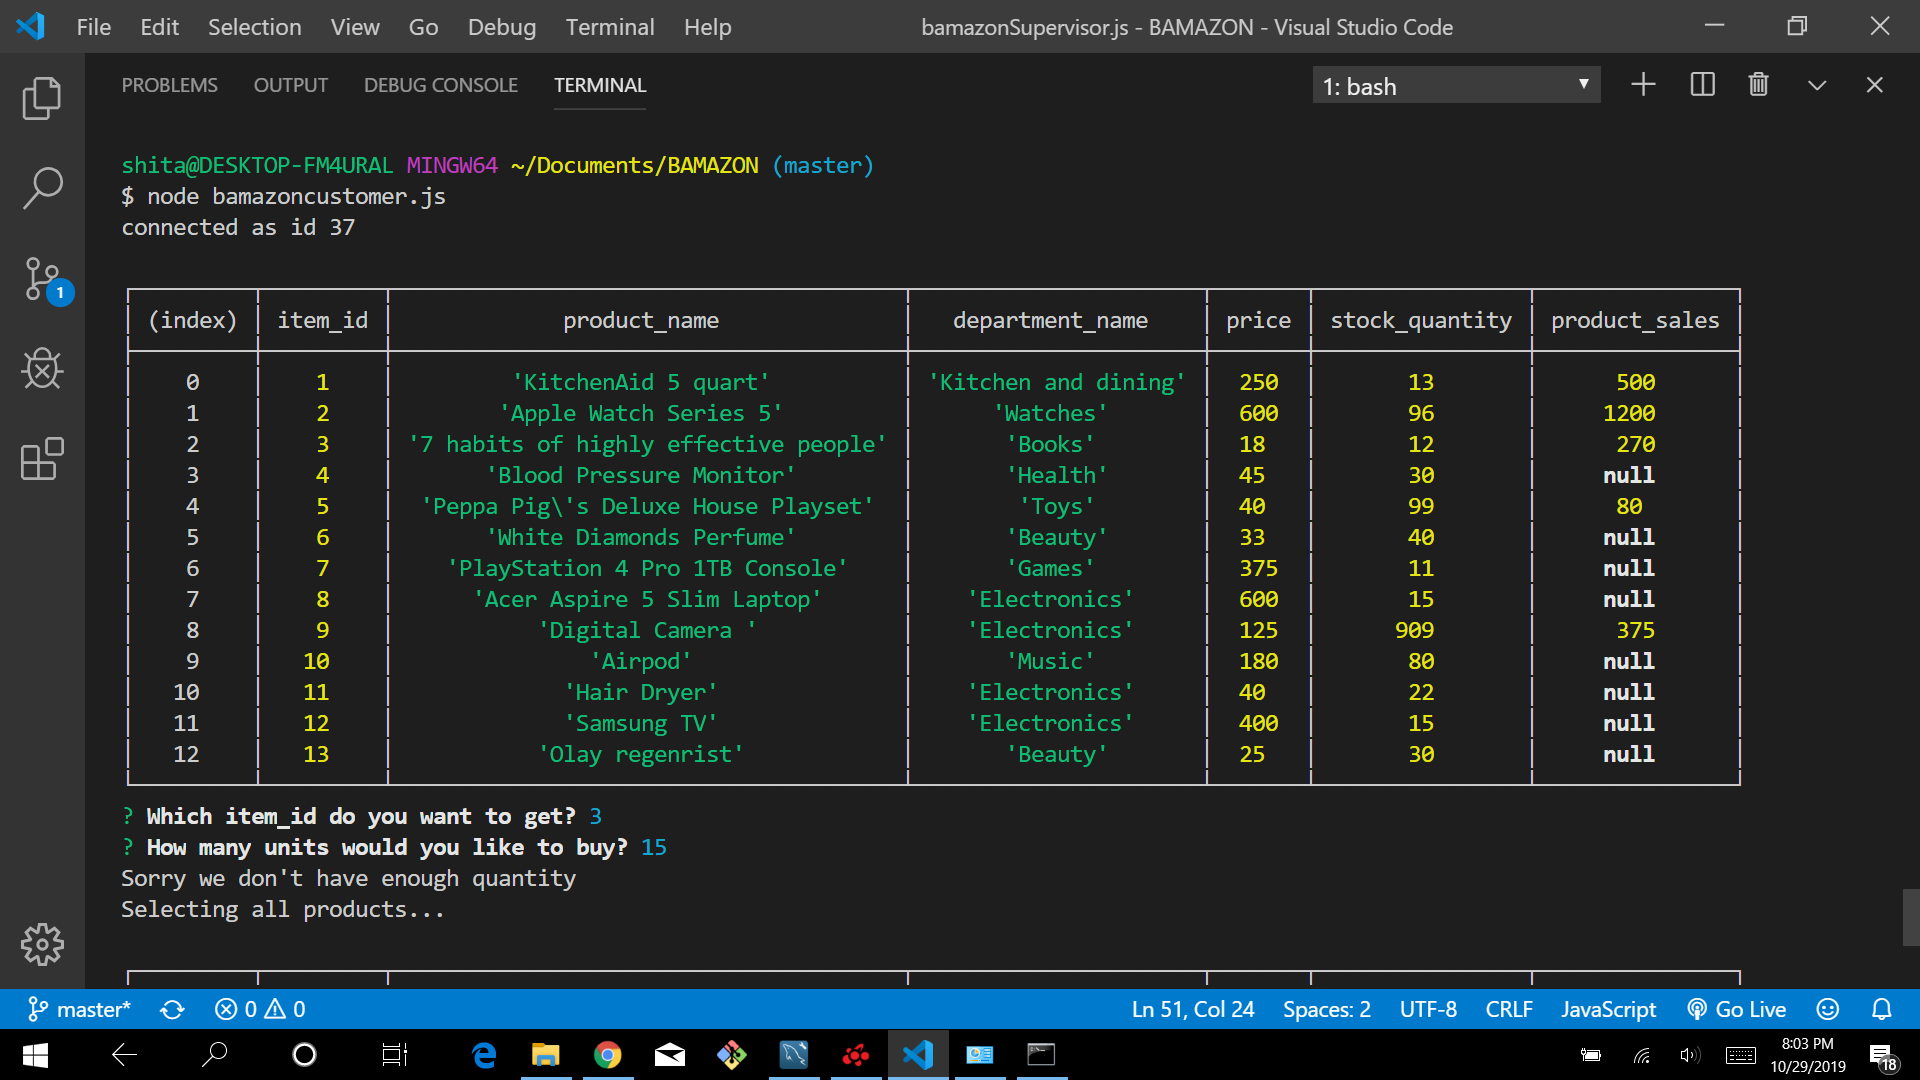 File Edit Selection View Go Debug Terminal Help bamazonSupervisor.js - BAMAZON - Visual Studio Code
PROBLEMS OUTPUT DEBUG CONSOLE TERMINAL 1: bash
shita@DESKTOP-FM4URAL MINGW64 ~/Documents/BAMAZON (master)
$ node bamazoncustomer.js
connected as id 37
1
(index) item_id product_name department_name price stock_quantity product_sales
0 1 'KitchenAid 5 quart' 'Kitchen and dining' 250 13 500
1 2 'Apple Watch Series 5' 'Watches' 600 96 1200
2 3 '7 habits of highly effective people' 'Books' 18 12 270
3 4 'Blood Pressure Monitor' 'Health' 45 30 null
4 5 'Peppa Pig\'s Deluxe House Playset' 'Toys' 40 99 80
5 6 'White Diamonds Perfume' 'Beauty' 33 40 null
6 7 'PlayStation 4 Pro 1TB Console' 'Games' 375 11 null
7 8 'Acer Aspire 5 Slim Laptop' 'Electronics' 600 15 null
8 9 'Digital Camera ' 'Electronics' 125 909 375
9 10 'Airpod' 'Music' 180 80 null
10 11 'Hair Dryer' 'Electronics' 40 22 null
11 12 'Samsung TV' 'Electronics' 400 15 null
12 13 'Olay regenrist' 'Beauty' 25 30 null
? Which item_id do you want to get? 3
? How many units would you like to buy? 15
Sorry we don't have enough quantity
Selecting all products...
master* 0 0 Ln 51, Col 24 Spaces: 2 UTF-8 CRLF JavaScript Go Live
8:03 PM
10/29/2019
18